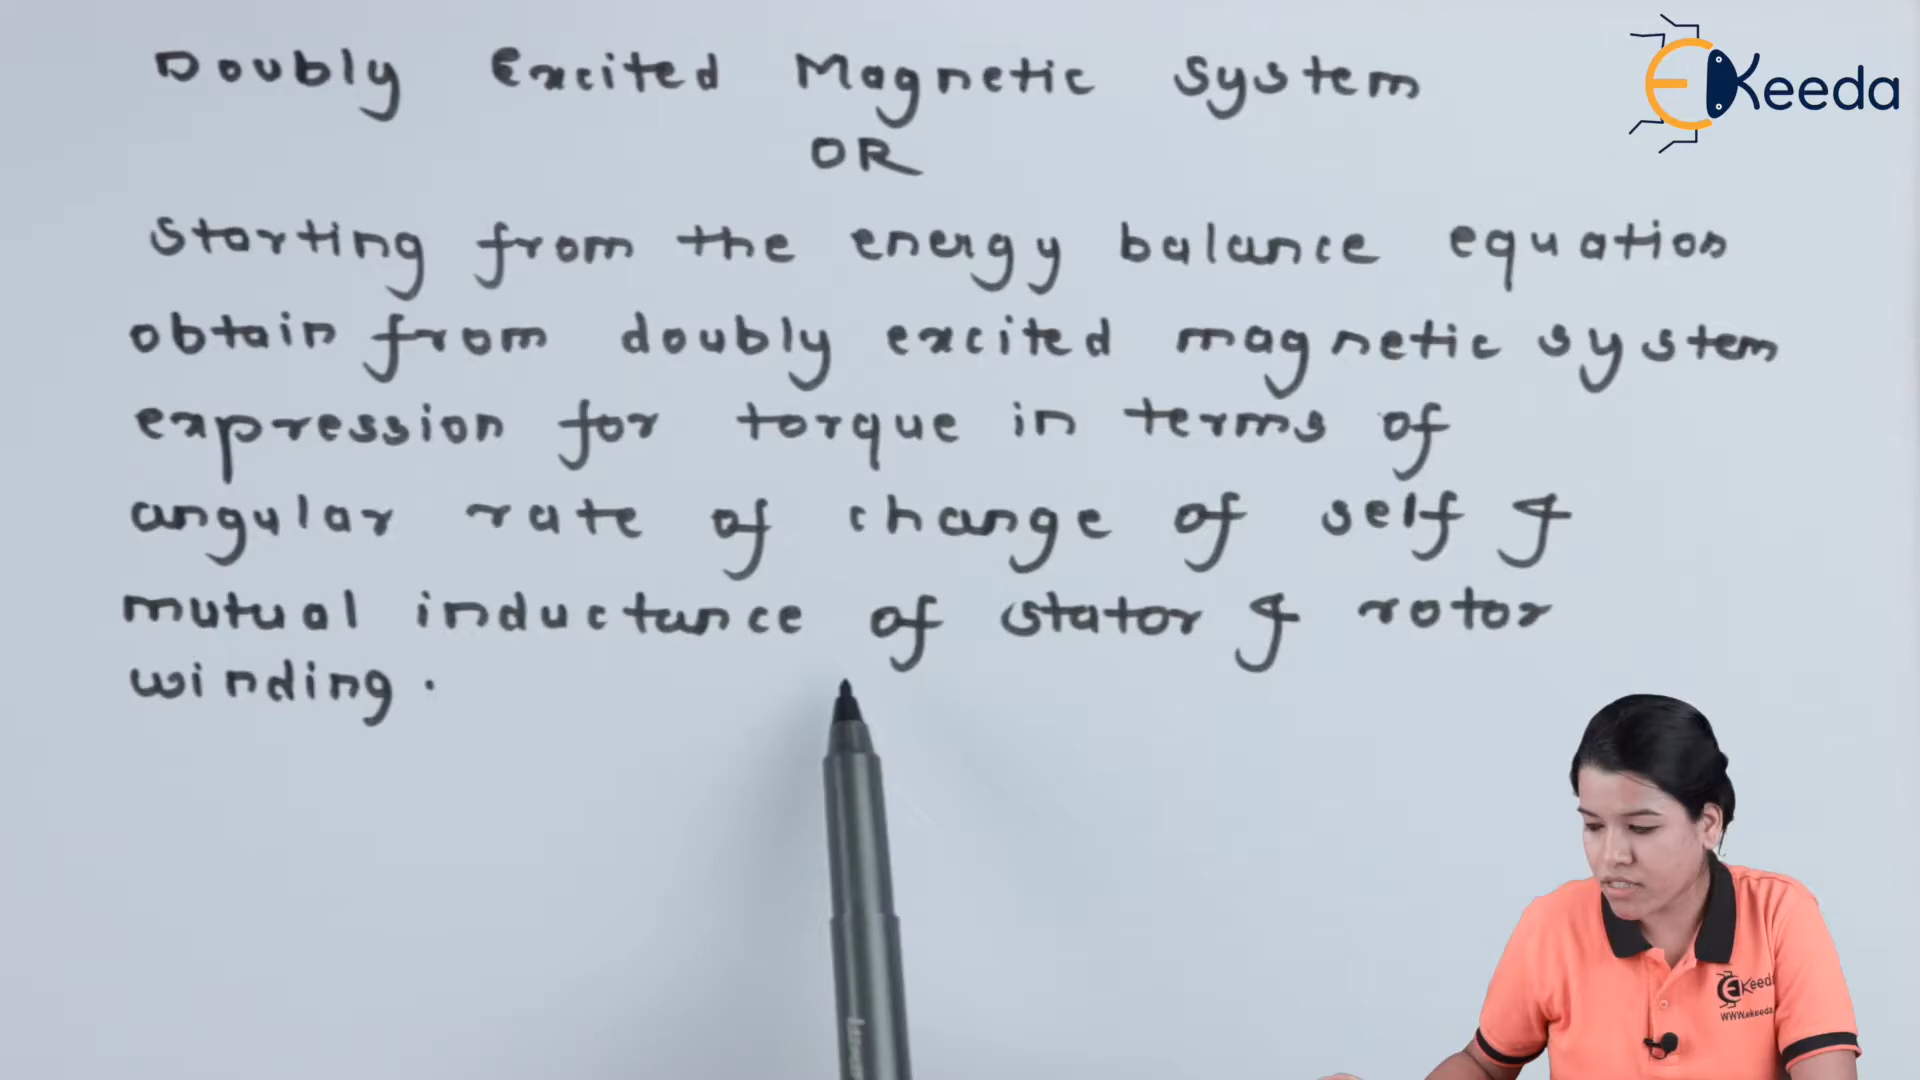 Doubly Excited Magnetic System
OR
Starting from the energy balance equation
obtain from doubly excited magnetic system
expression for torque in terms of
angular rate of change of self &
mutual inductance of stator & rotor
winding.
EKeeda
EKeeda